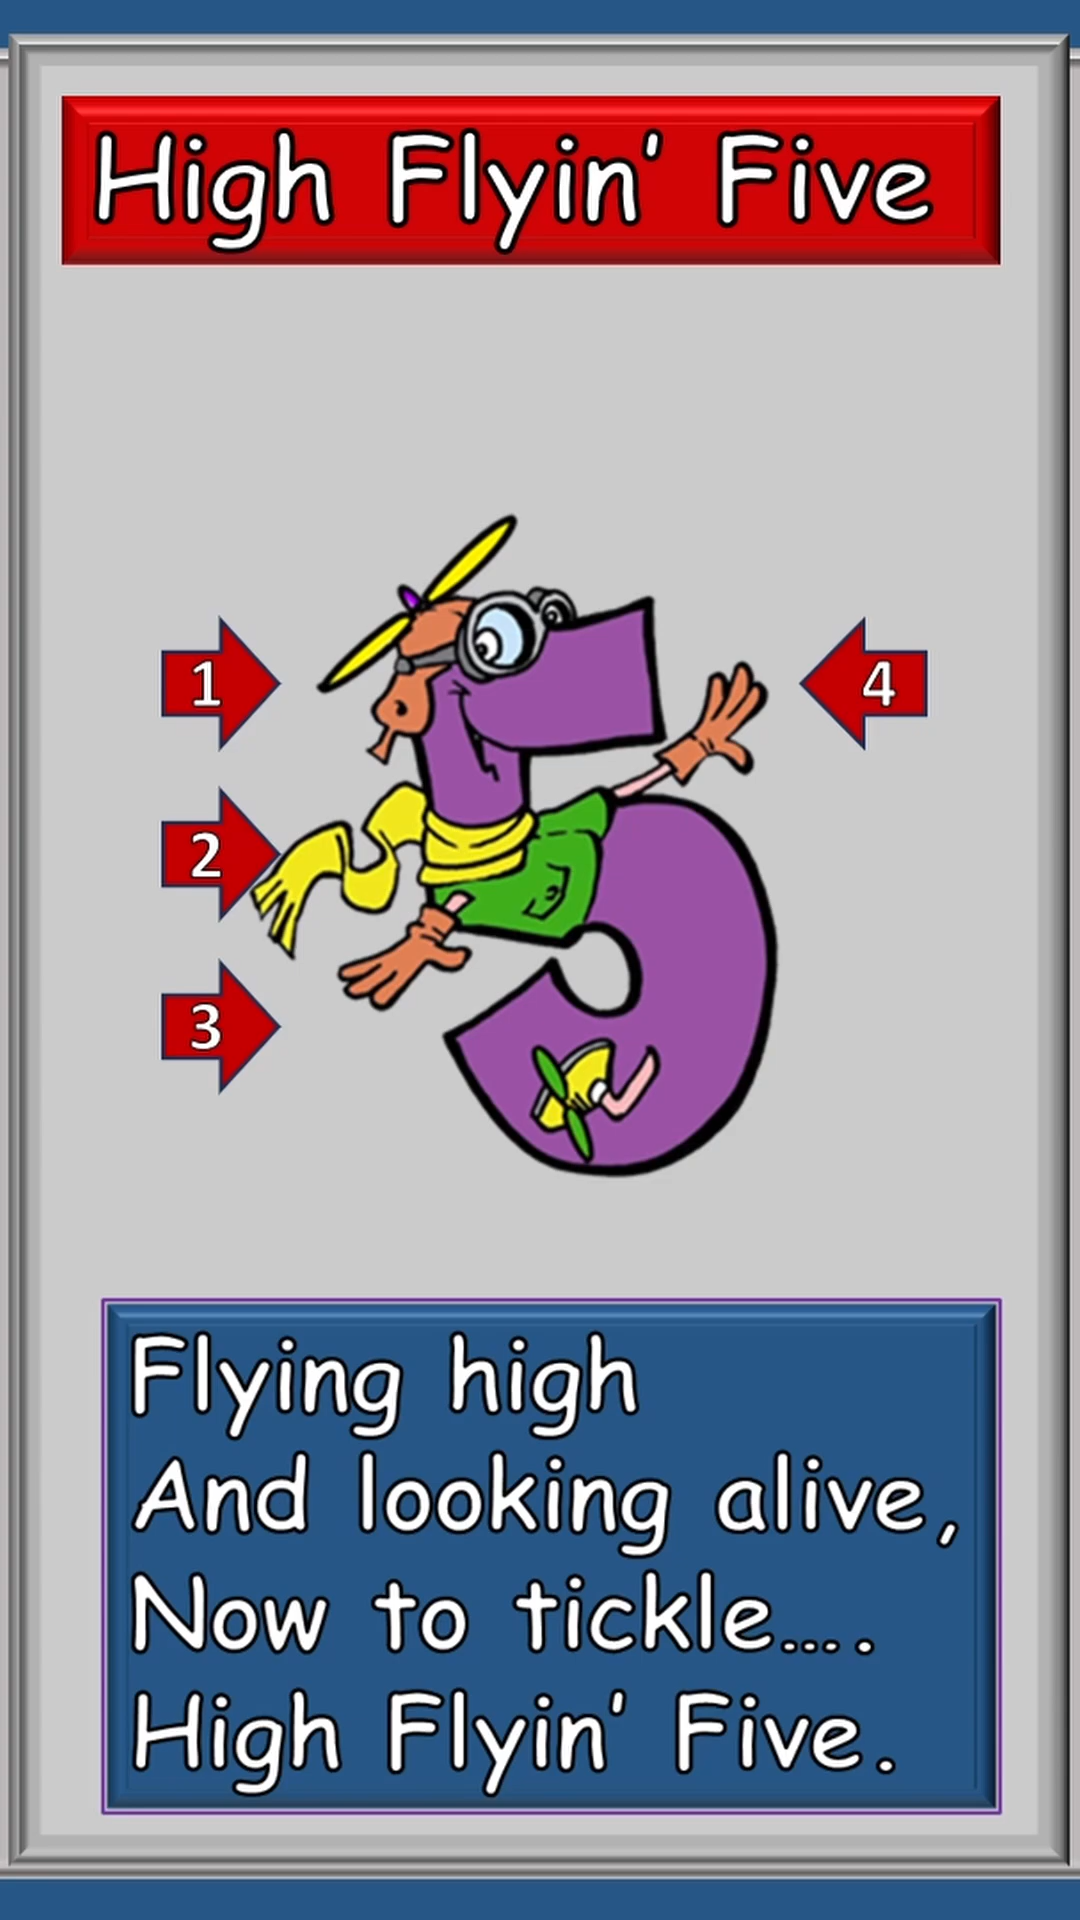 High Flyin' Five
1
4
2
3
Flying high
And looking alive,
Now to tickle....
High Flyin' Five.